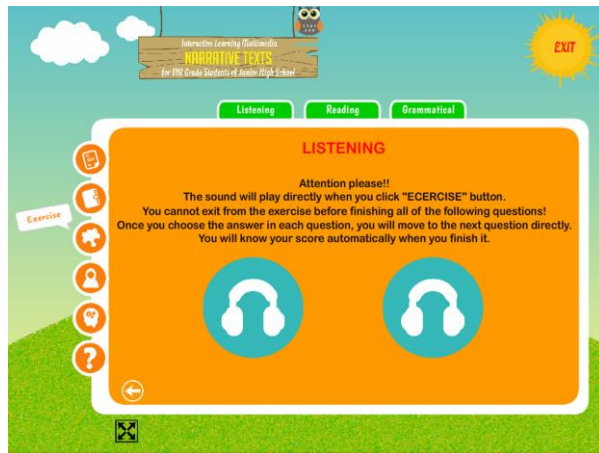 Interactive Learning Multimedia
NARRATIVE TEXTS
for VIII Grade Students of Junior High School
EXIT
Listening
Reading
Grammatical
LISTENING
Attention please!!
The sound will play directly when you click "ECERCISE" button.
You cannot exit from the exercise before finishing all of the following questions!
Once you choose the answer in each question, you will move to the next question directly.
You will know your score automatically when you finish it.
Exercise
?